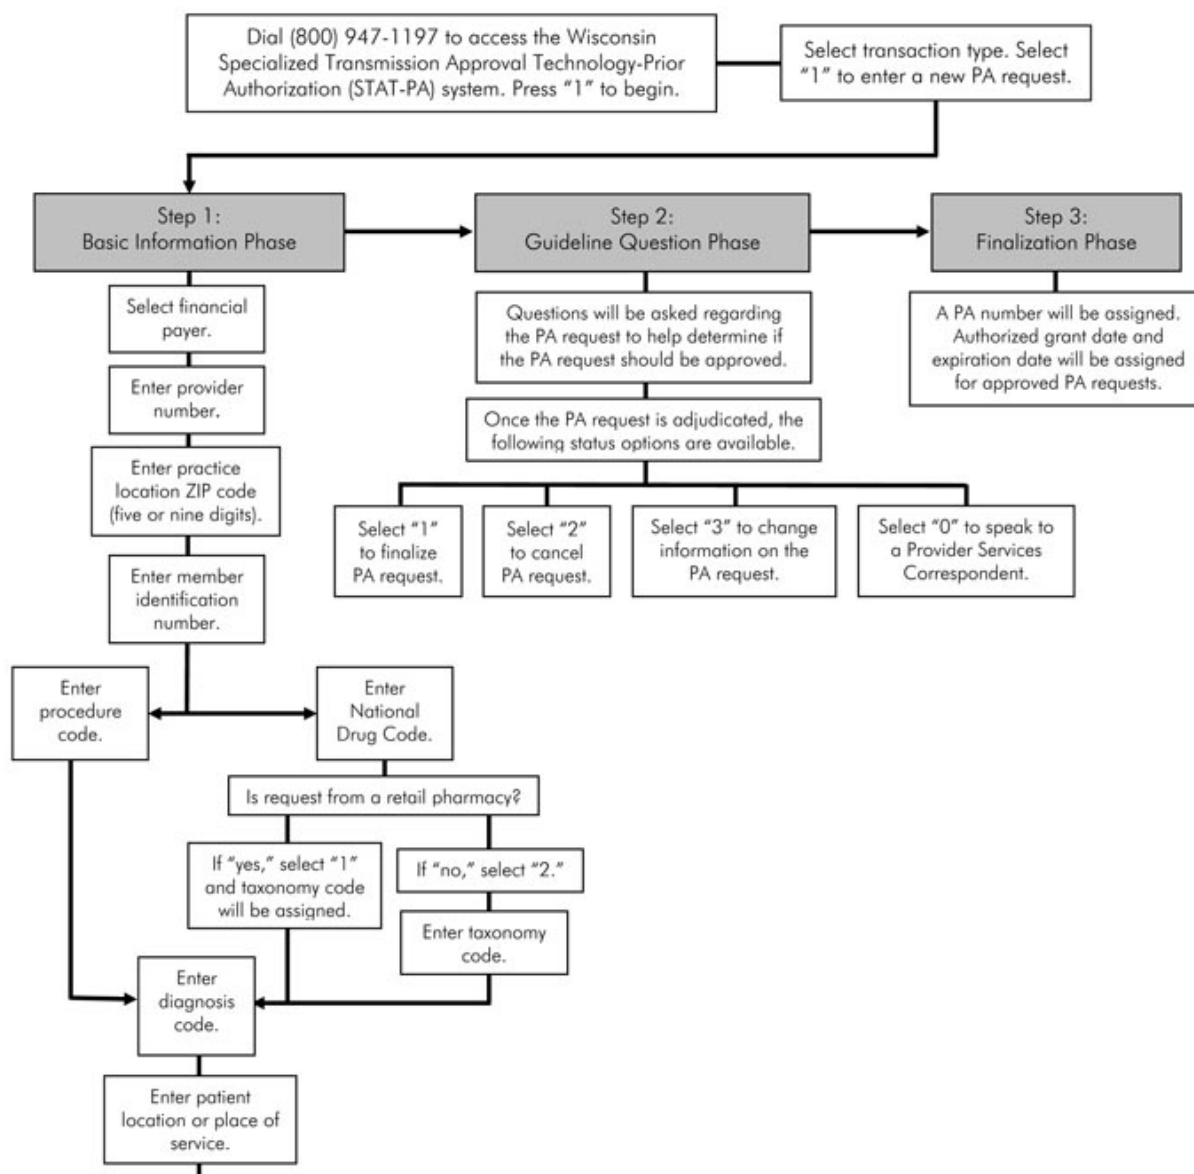 Dial (800) 947-1197 to access the Wisconsin
Specialized Transmission Approval Technology-Prior
Authorization (STAT-PA) system. Press “1” to begin.
Select transaction type. Select
“1” to enter a new PA request.
Step 1:
Basic Information Phase
Step 2:
Guideline Question Phase
Step 3:
Finalization Phase
Select financial
payer.
Enter provider
number.
Enter practice
location ZIP code
(five or nine digits).
Enter member
identification
number.
Questions will be asked regarding
the PA request to help determine if
the PA request should be approved.
Once the PA request is adjudicated, the
following status options are available.
Select “1”
to finalize
PA request.
Select “2”
to cancel
PA request.
Select “3” to change
information on the
PA request.
Select “0” to speak to
a Provider Services
Correspondent.
A PA number will be assigned.
Authorized grant date and
expiration date will be assigned
for approved PA requests.
Enter
procedure
code.
Enter
National
Drug Code.
Is request from a retail pharmacy?
If “yes,” select “1”
and taxonomy code
will be assigned.
If “no,” select “2.”
Enter taxonomy
code.
Enter
diagnosis
code.
Enter patient
location or place of
service.